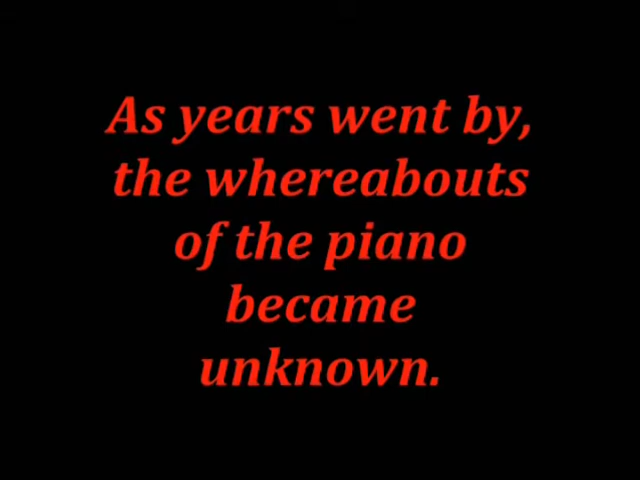 As years went by,
the whereabouts
of the piano
became
unknown.